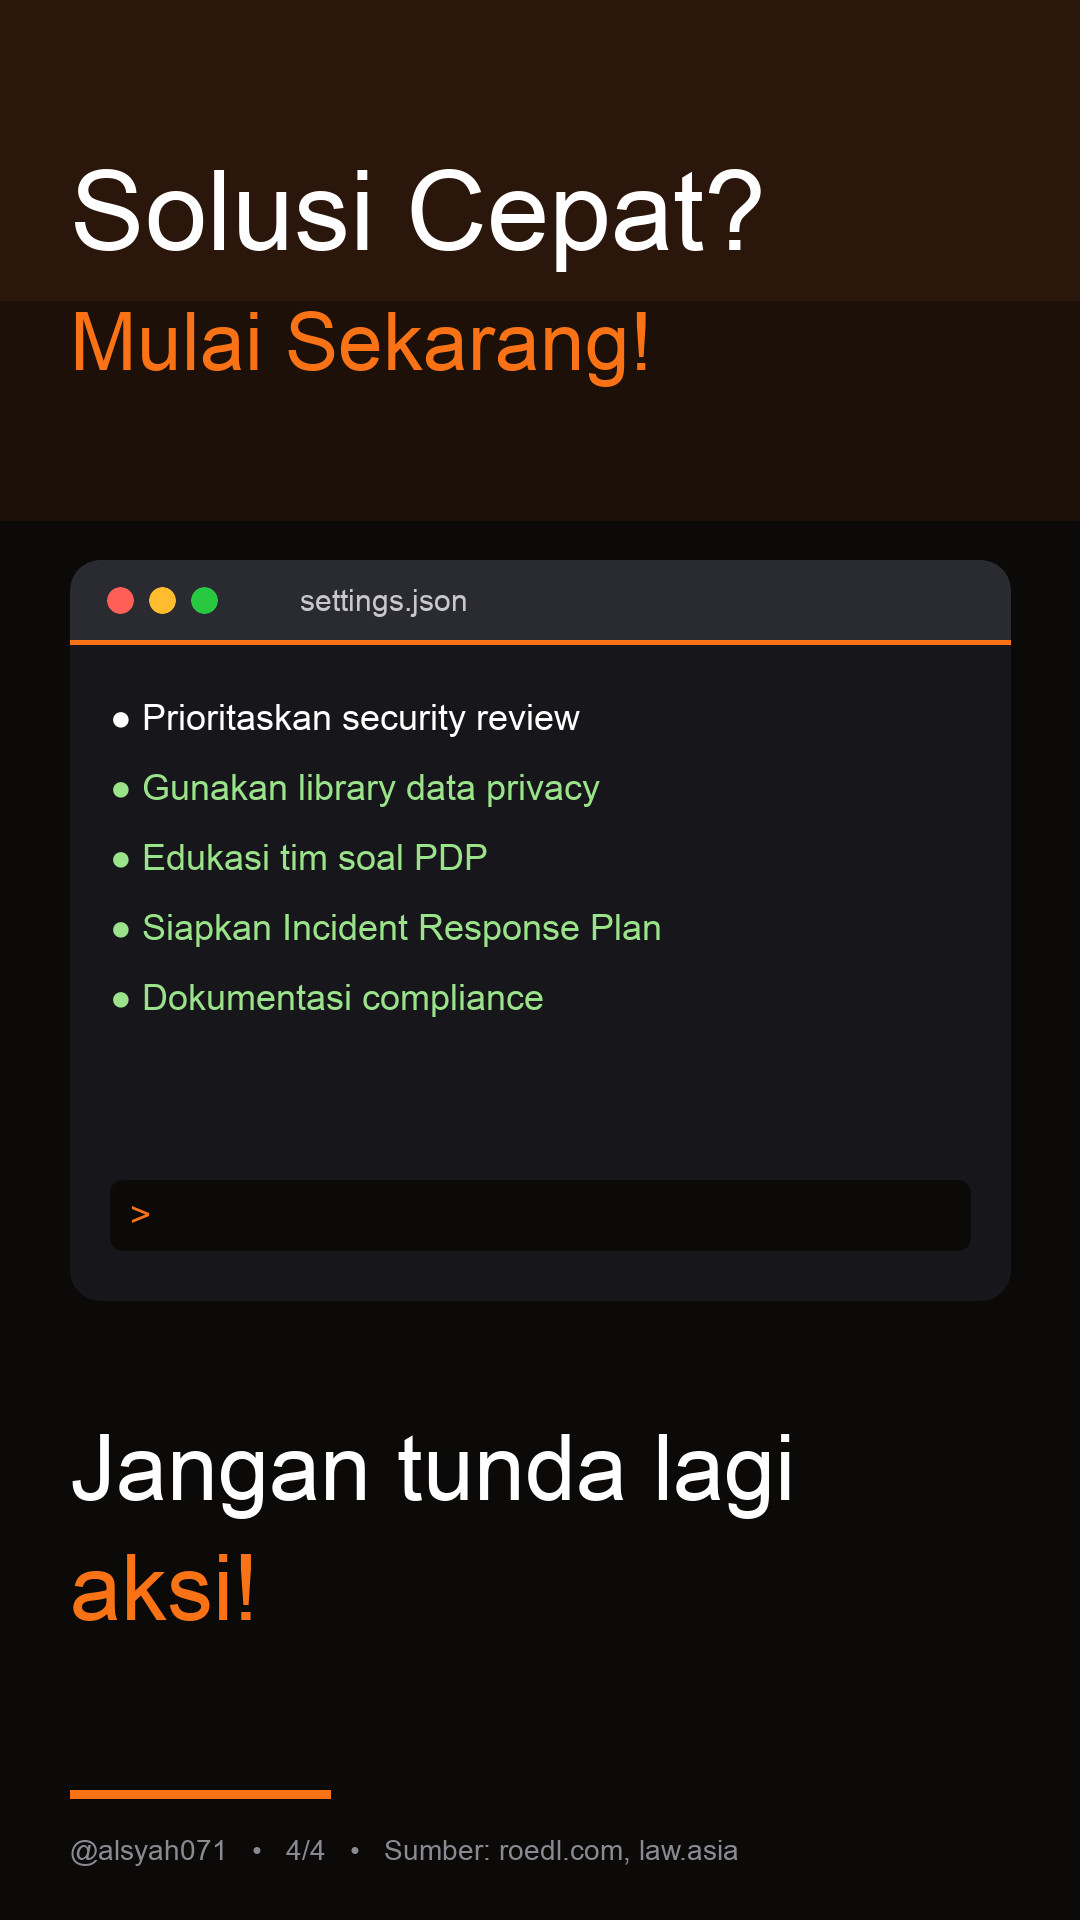 Solusi Cepat?
Mulai Sekarang!
settings.json
● Prioritaskan security review
● Gunakan library data privacy
● Edukasi tim soal PDP
● Siapkan Incident Response Plan
● Dokumentasi compliance
>
Jangan tunda lagi
aksi!
@alsyah071 • 4/4 • Sumber: roedl.com, law.asia